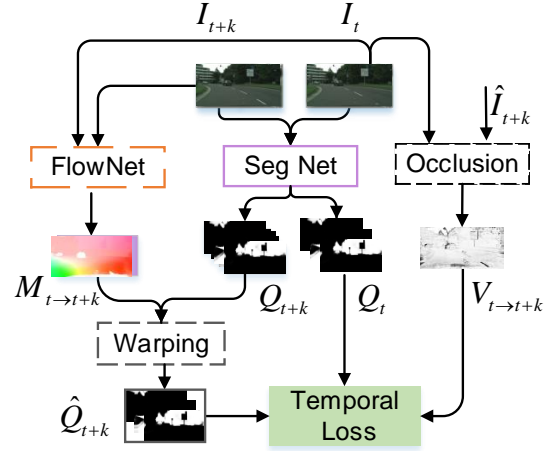 I_{t+k} I_t
Î_{t+k}
FlowNet Seg Net Occlusion
M_{t→t+k} Q_{t+k} Q_t V_{t→t+k}
Warping
Q̂_{t+k} Temporal
Loss